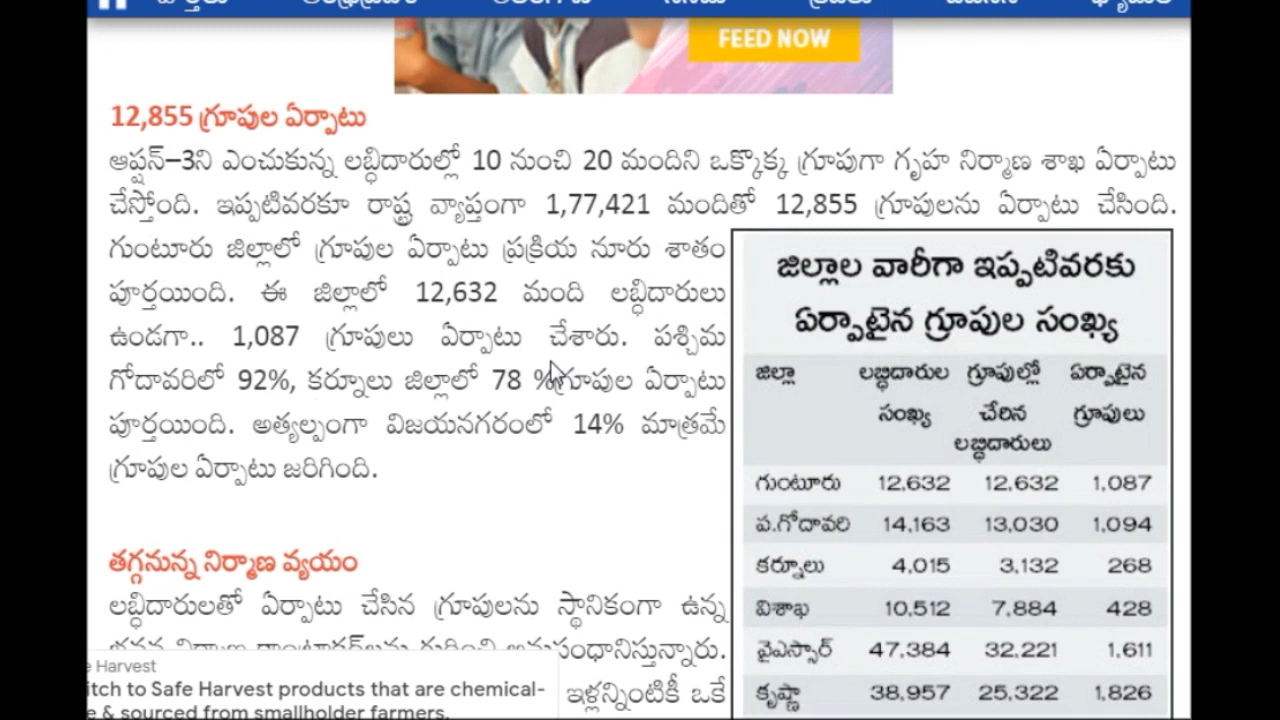 FEED NOW
12,855 గ్రూపుల ఏర్పాటు
ఆప్షన్–3ని ఎంచుకున్న లబ్ధిదారుల్లో 10 నుంచి 20 మందిని ఒక్కొక్క గ్రూపుగా గృహ నిర్మాణ శాఖ ఏర్పాటు
చేస్తోంది. ఇప్పటివరకూ రాష్ట్ర వ్యాప్తంగా 1,77,421 మందితో 12,855 గ్రూపులను ఏర్పాటు చేసింది.
గుంటూరు జిల్లాలో గ్రూపుల ఏర్పాటు ప్రక్రియ నూరు శాతం
పూర్తయింది. ఈ జిల్లాలో 12,632 మంది లబ్ధిదారులు
ఉండగా.. 1,087 గ్రూపులు ఏర్పాటు చేశారు. పశ్చిమ
గోదావరిలో 92%, కర్నూలు జిల్లాలో 78 %గ్రూపుల ఏర్పాటు
పూర్తయింది. అత్యల్పంగా విజయనగరంలో 14% మాత్రమే
గ్రూపుల ఏర్పాటు జరిగింది.
తగ్గనున్న నిర్మాణ వ్యయం
లబ్ధిదారులతో ఏర్పాటు చేసిన గ్రూపులను స్థానికంగా ఉన్న
అనుసంధానిస్తున్నారు.
ఇళ్లన్నింటికీ ఒకే
జిల్లాల వారీగా ఇప్పటివరకు
ఏర్పాటైన గ్రూపుల సంఖ్య
జిల్లా లబ్ధిదారుల గ్రూపుల్లో ఏర్పాటైన
సంఖ్య చేరిన గ్రూపులు
లబ్ధిదారులు
గుంటూరు 12,632 12,632 1,087
ప.గోదావరి 14,163 13,030 1,094
కర్నూలు 4,015 3,132 268
విశాఖ 10,512 7,884 428
వైఎస్సార్ 47,384 32,221 1,611
కృష్ణా 38,957 25,322 1,826
Harvest
itch to Safe Harvest products that are chemical-
e & sourced from smallholder farmers.